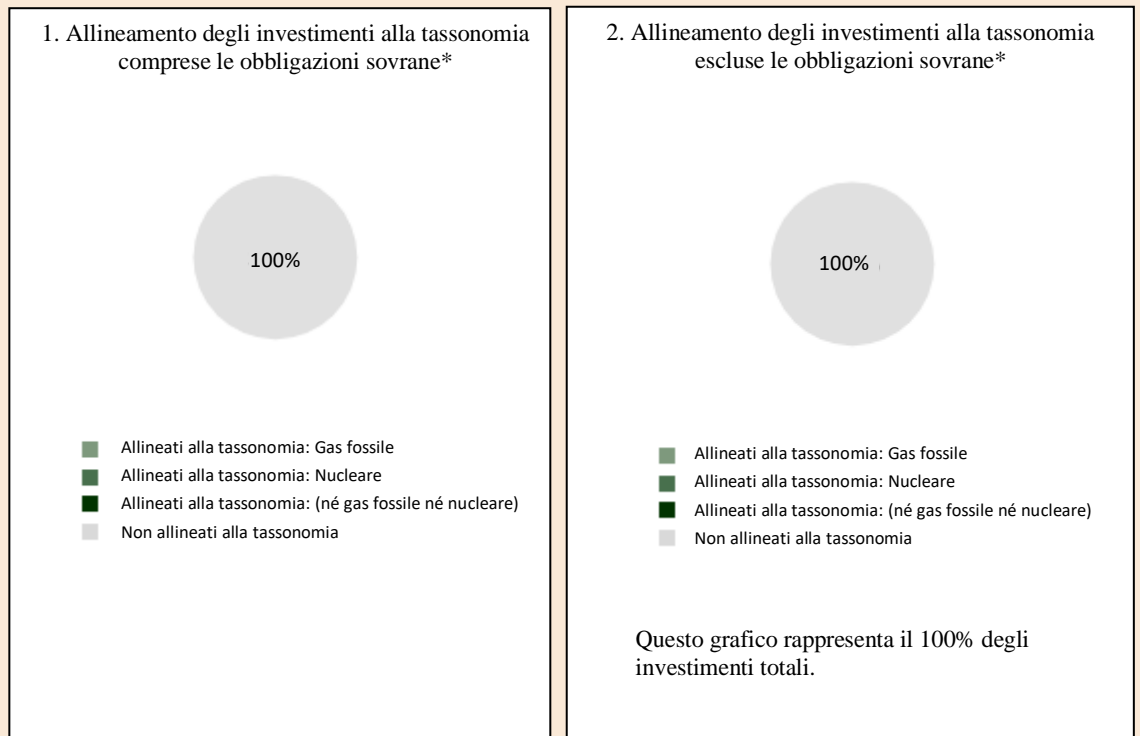 1. Allineamento degli investimenti alla tassonomia
comprese le obbligazioni sovrane*
100%
Allineati alla tassonomia: Gas fossile
Allineati alla tassonomia: Nucleare
Allineati alla tassonomia: (né gas fossile né nucleare)
Non allineati alla tassonomia
2. Allineamento degli investimenti alla tassonomia
escluse le obbligazioni sovrane*
100%
Allineati alla tassonomia: Gas fossile
Allineati alla tassonomia: Nucleare
Allineati alla tassonomia: (né gas fossile né nucleare)
Non allineati alla tassonomia
Questo grafico rappresenta il 100% degli
investimenti totali.